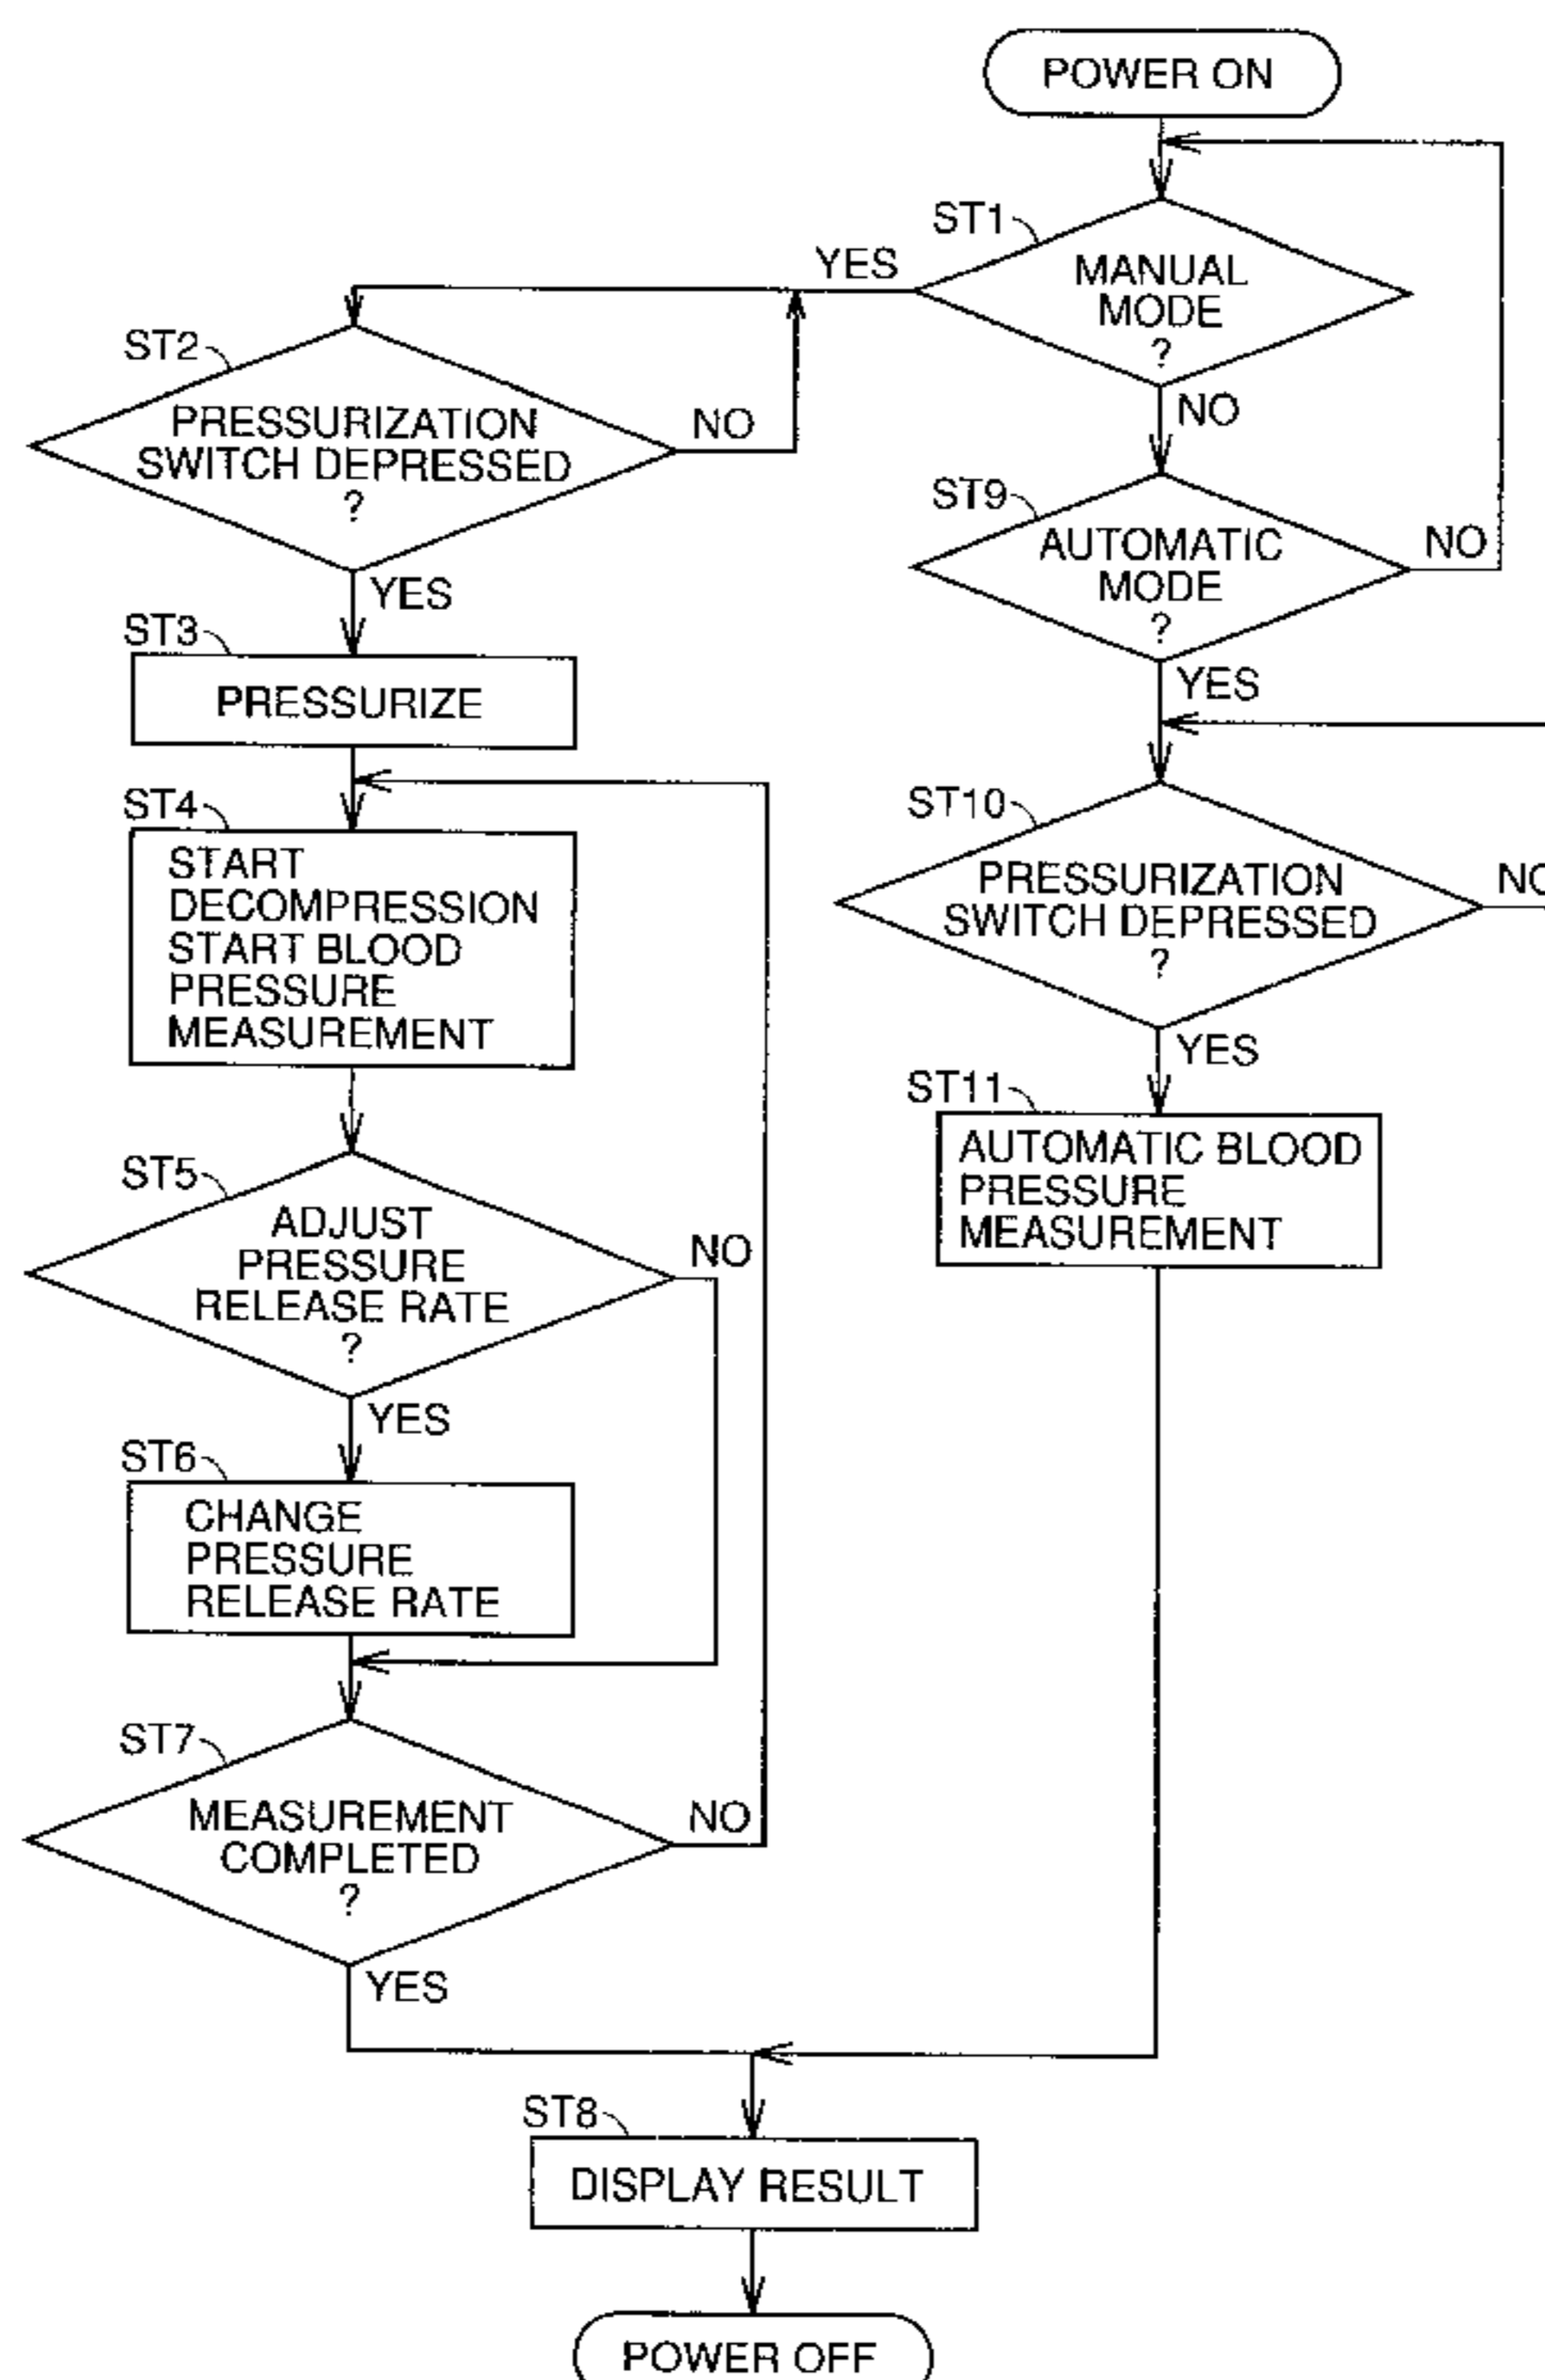 POWER ON
ST1
MANUAL
MODE
?
YES
NO
ST2
PRESSURIZATION
SWITCH DEPRESSED
?
NO
YES
ST9
AUTOMATIC
MODE
?
NO
YES
ST3
PRESSURIZE
ST4
START
DECOMPRESSION
START BLOOD
PRESSURE
MEASUREMENT
ST10
PRESSURIZATION
SWITCH DEPRESSED
?
NO
YES
ST11
AUTOMATIC BLOOD
PRESSURE
MEASUREMENT
ST5
ADJUST
PRESSURE
RELEASE RATE
?
NO
YES
ST6
CHANGE
PRESSURE
RELEASE RATE
ST7
MEASUREMENT
COMPLETED
?
NO
YES
ST8
DISPLAY RESULT
POWER OFF